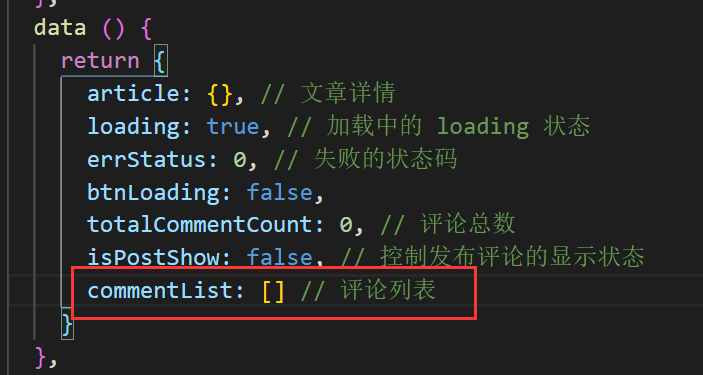 },
data () {
return {
article: {}, // 文章详情
loading: true, // 加载中的 loading 状态
errStatus: 0, // 失败的状态码
btnLoading: false,
totalCommentCount: 0, // 评论总数
isPostShow: false, // 控制发布评论的显示状态
commentList: [] // 评论列表
}
},